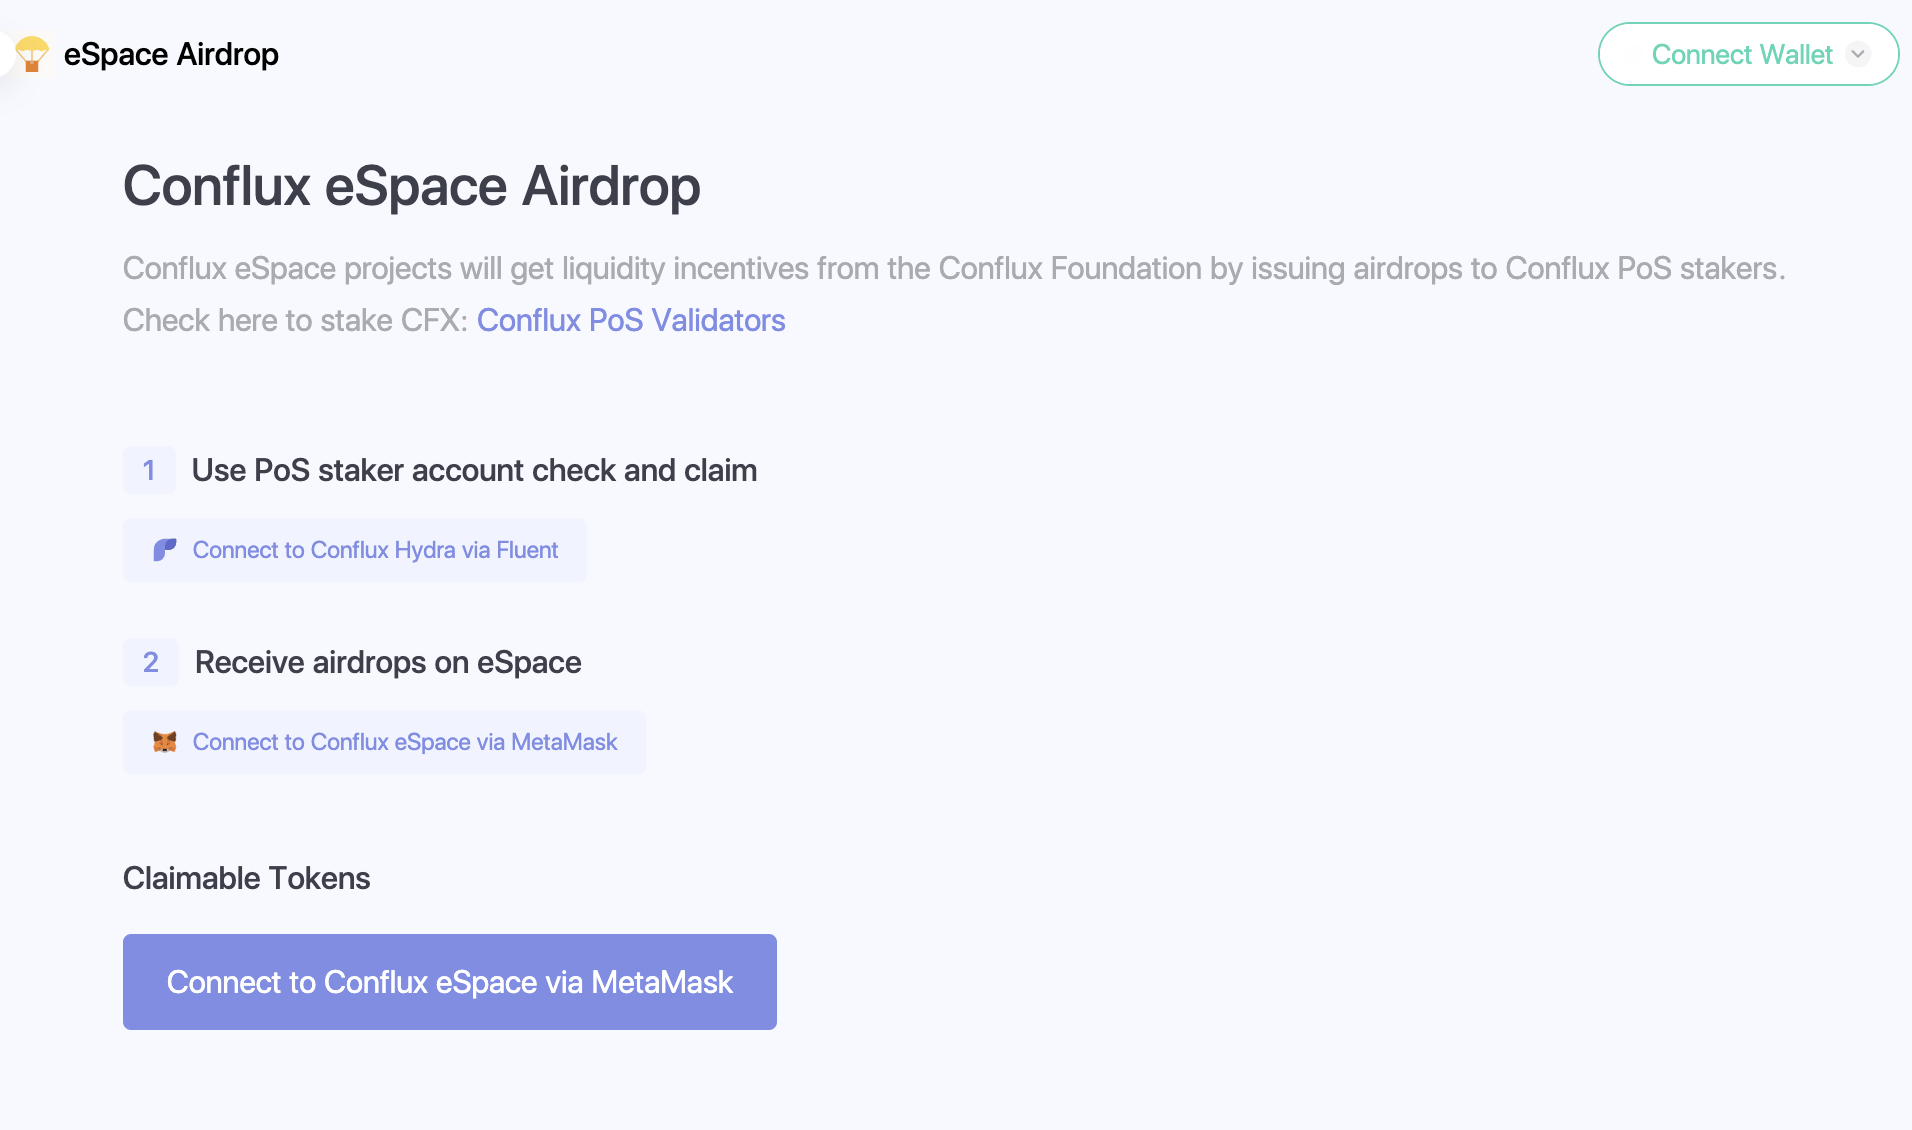 eSpace Airdrop
Connect Wallet
Conflux eSpace Airdrop
Conflux eSpace projects will get liquidity incentives from the Conflux Foundation by issuing airdrops to Conflux PoS stakers.
Check here to stake CFX: Conflux PoS Validators
1 Use PoS staker account check and claim
Connect to Conflux Hydra via Fluent
2 Receive airdrops on eSpace
Connect to Conflux eSpace via MetaMask
Claimable Tokens
Connect to Conflux eSpace via MetaMask